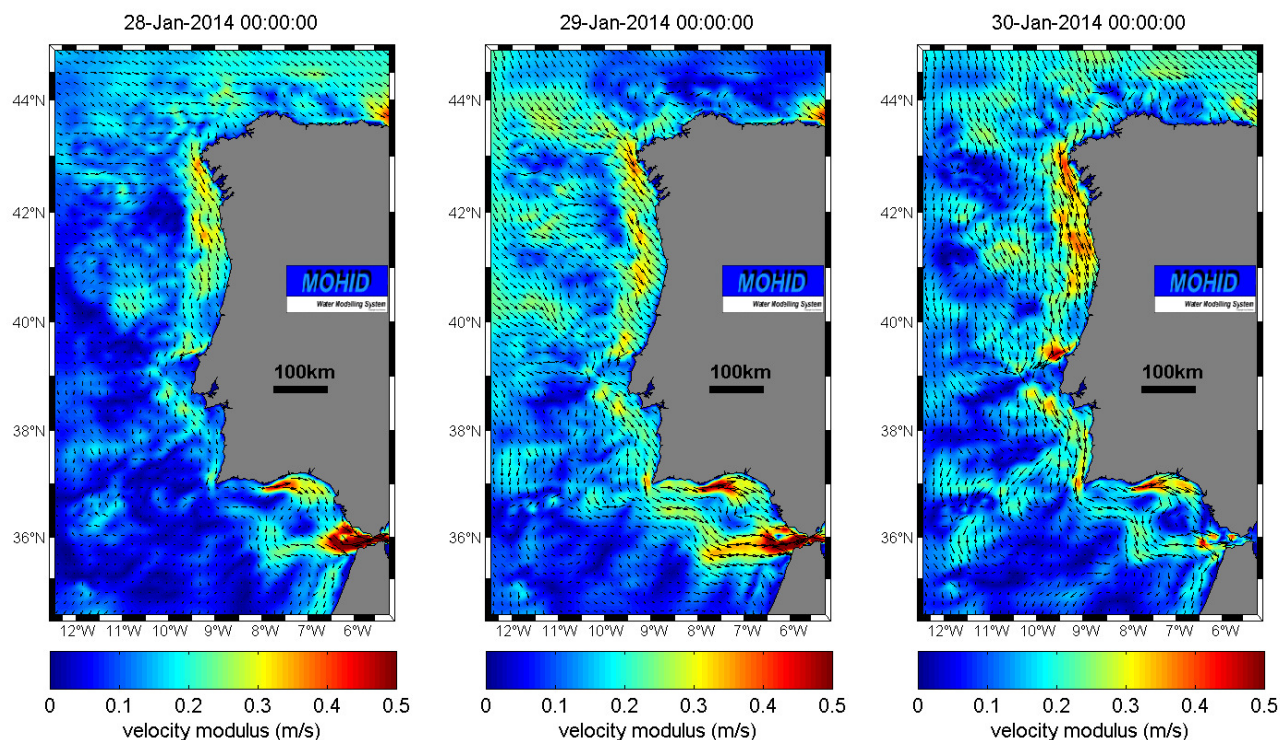 28-Jan-2014 00:00:00
29-Jan-2014 00:00:00
30-Jan-2014 00:00:00
44°N
42°N
40°N
38°N
36°N
12°W 11°W 10°W 9°W 8°W 7°W 6°W
MOHID
Water Modelling System
100km
0 0.1 0.2 0.3 0.4 0.5
velocity modulus (m/s)
44°N
42°N
40°N
38°N
36°N
12°W 11°W 10°W 9°W 8°W 7°W 6°W
MOHID
Water Modelling System
100km
0 0.1 0.2 0.3 0.4 0.5
velocity modulus (m/s)
44°N
42°N
40°N
38°N
36°N
12°W 11°W 10°W 9°W 8°W 7°W 6°W
MOHID
Water Modelling System
100km
0 0.1 0.2 0.3 0.4 0.5
velocity modulus (m/s)